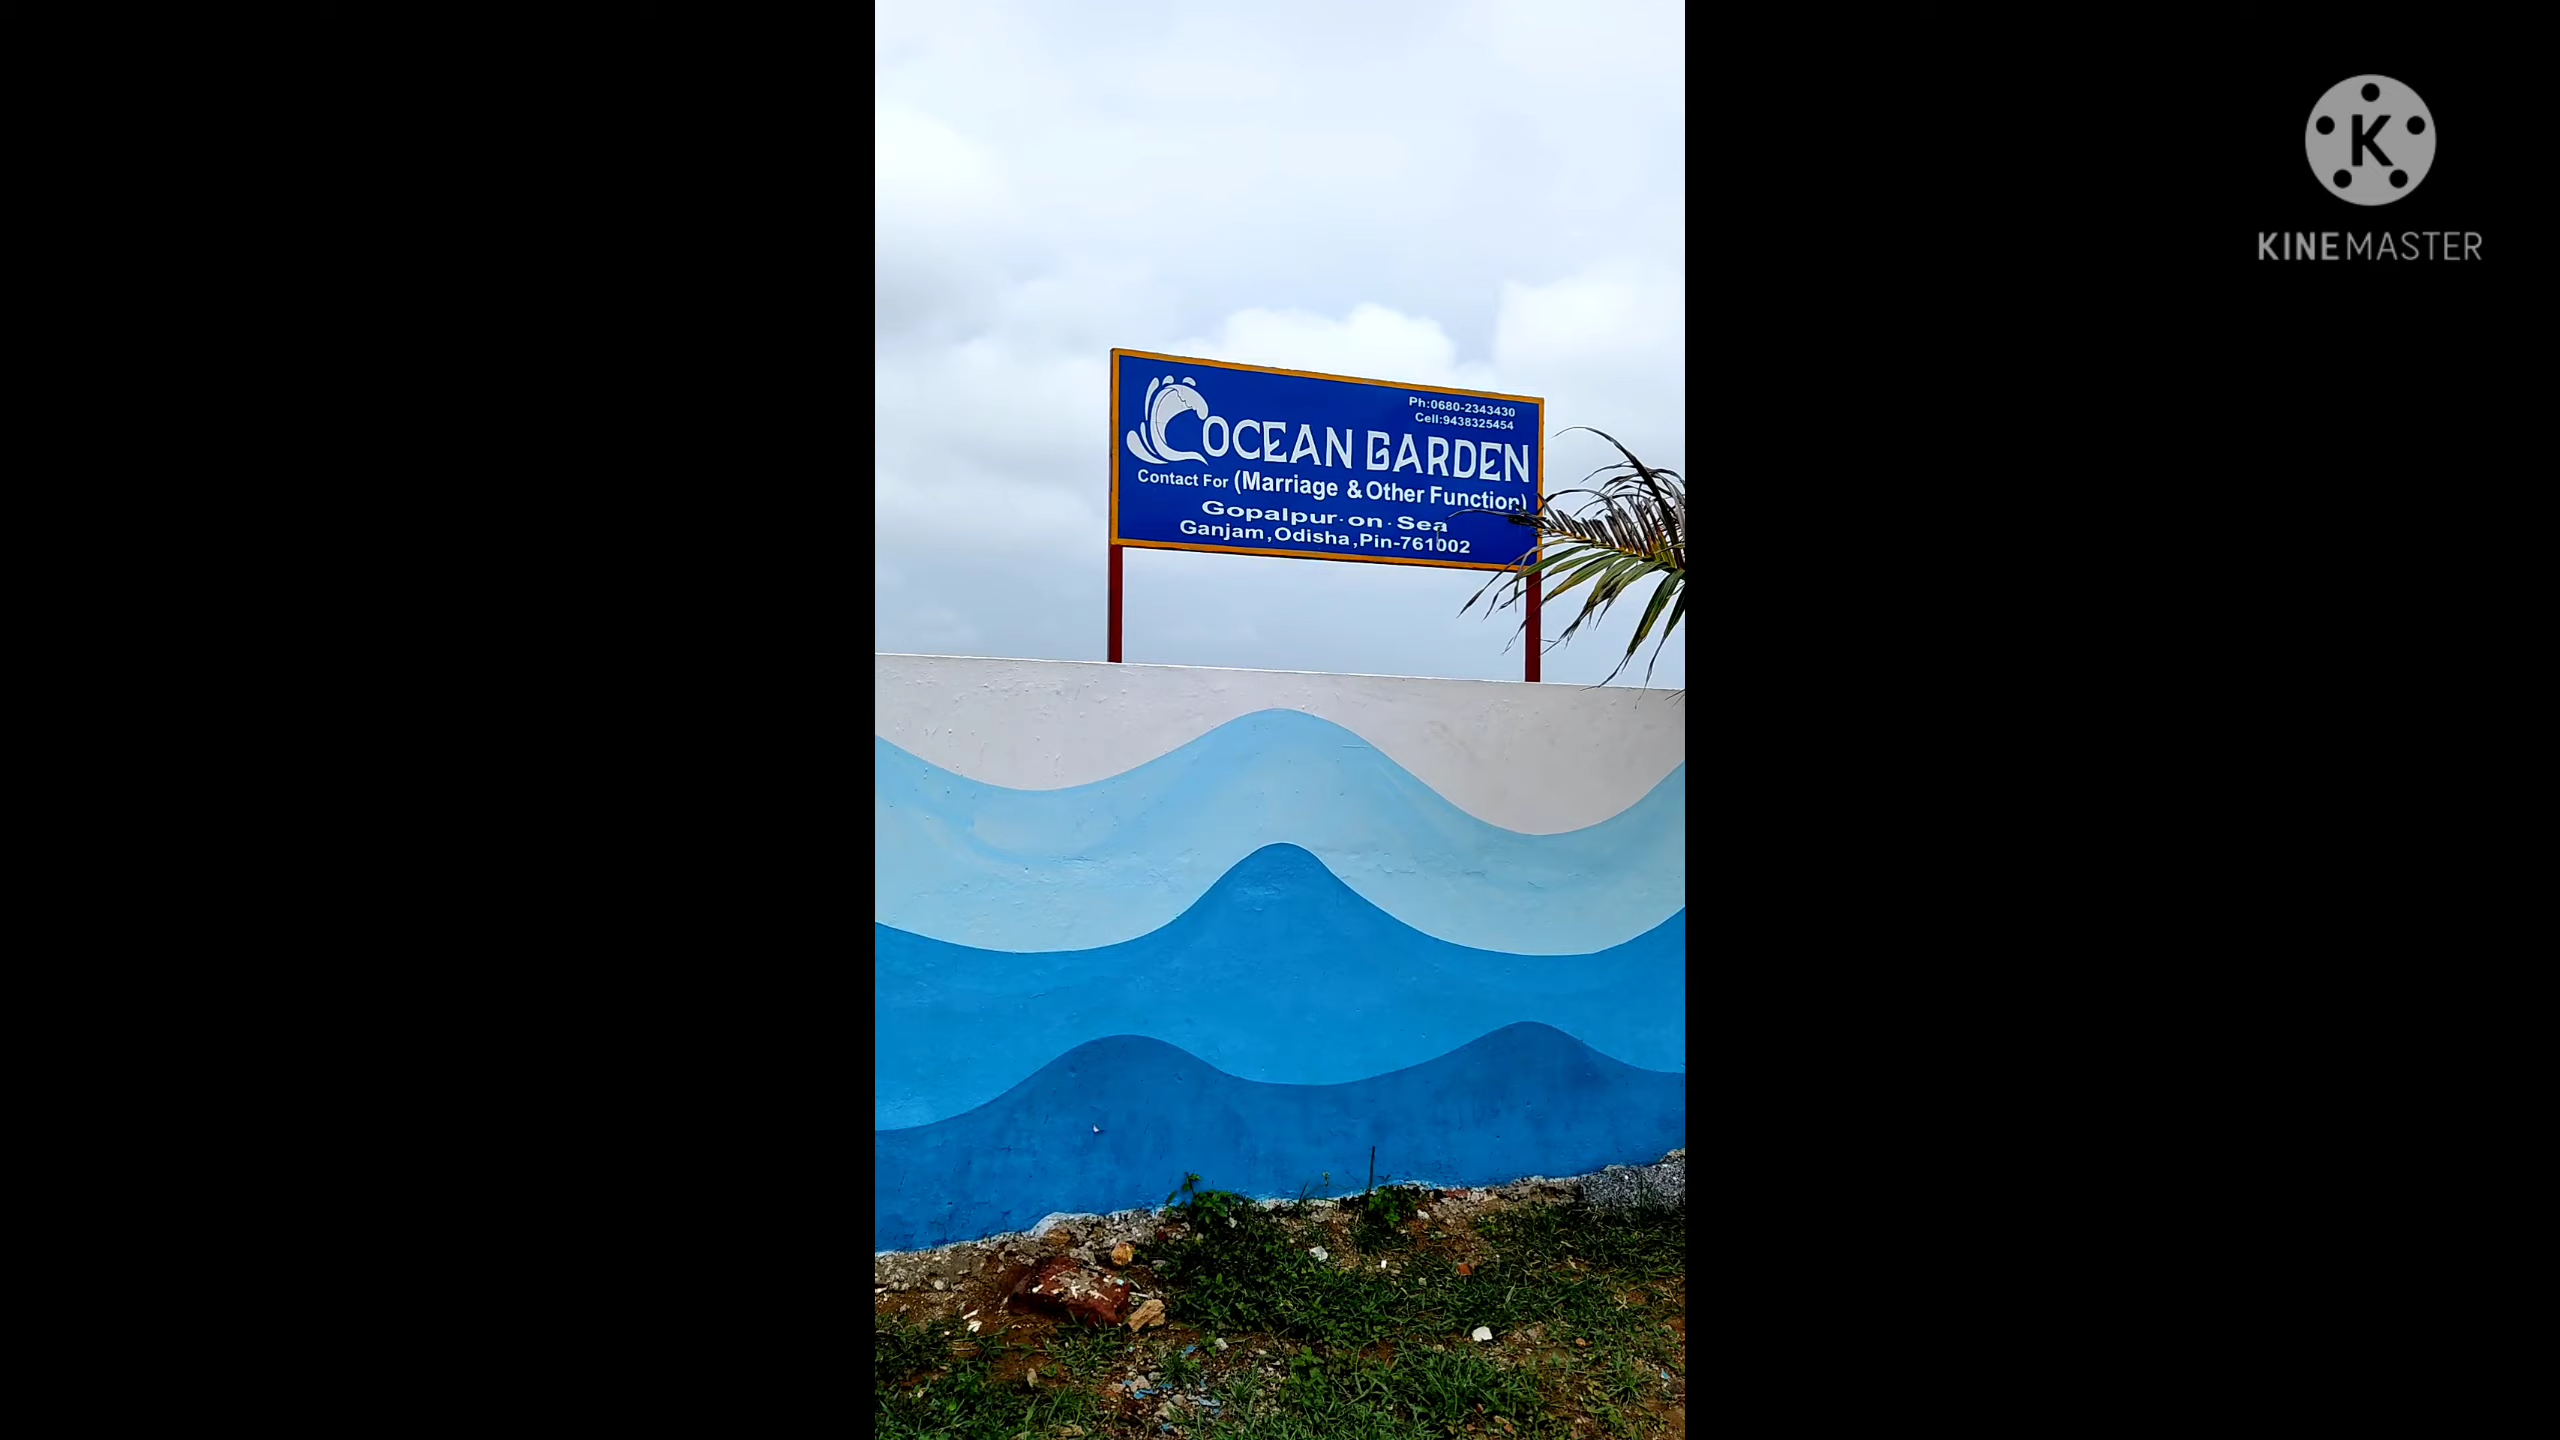 Ph:0680-2343430
Cell:9438325454
OCEAN GARDEN
Contact For (Marriage & Other Function)
Gopalpur·on·Sea
Ganjam,Odisha,Pin-761002
K
KINEMASTER